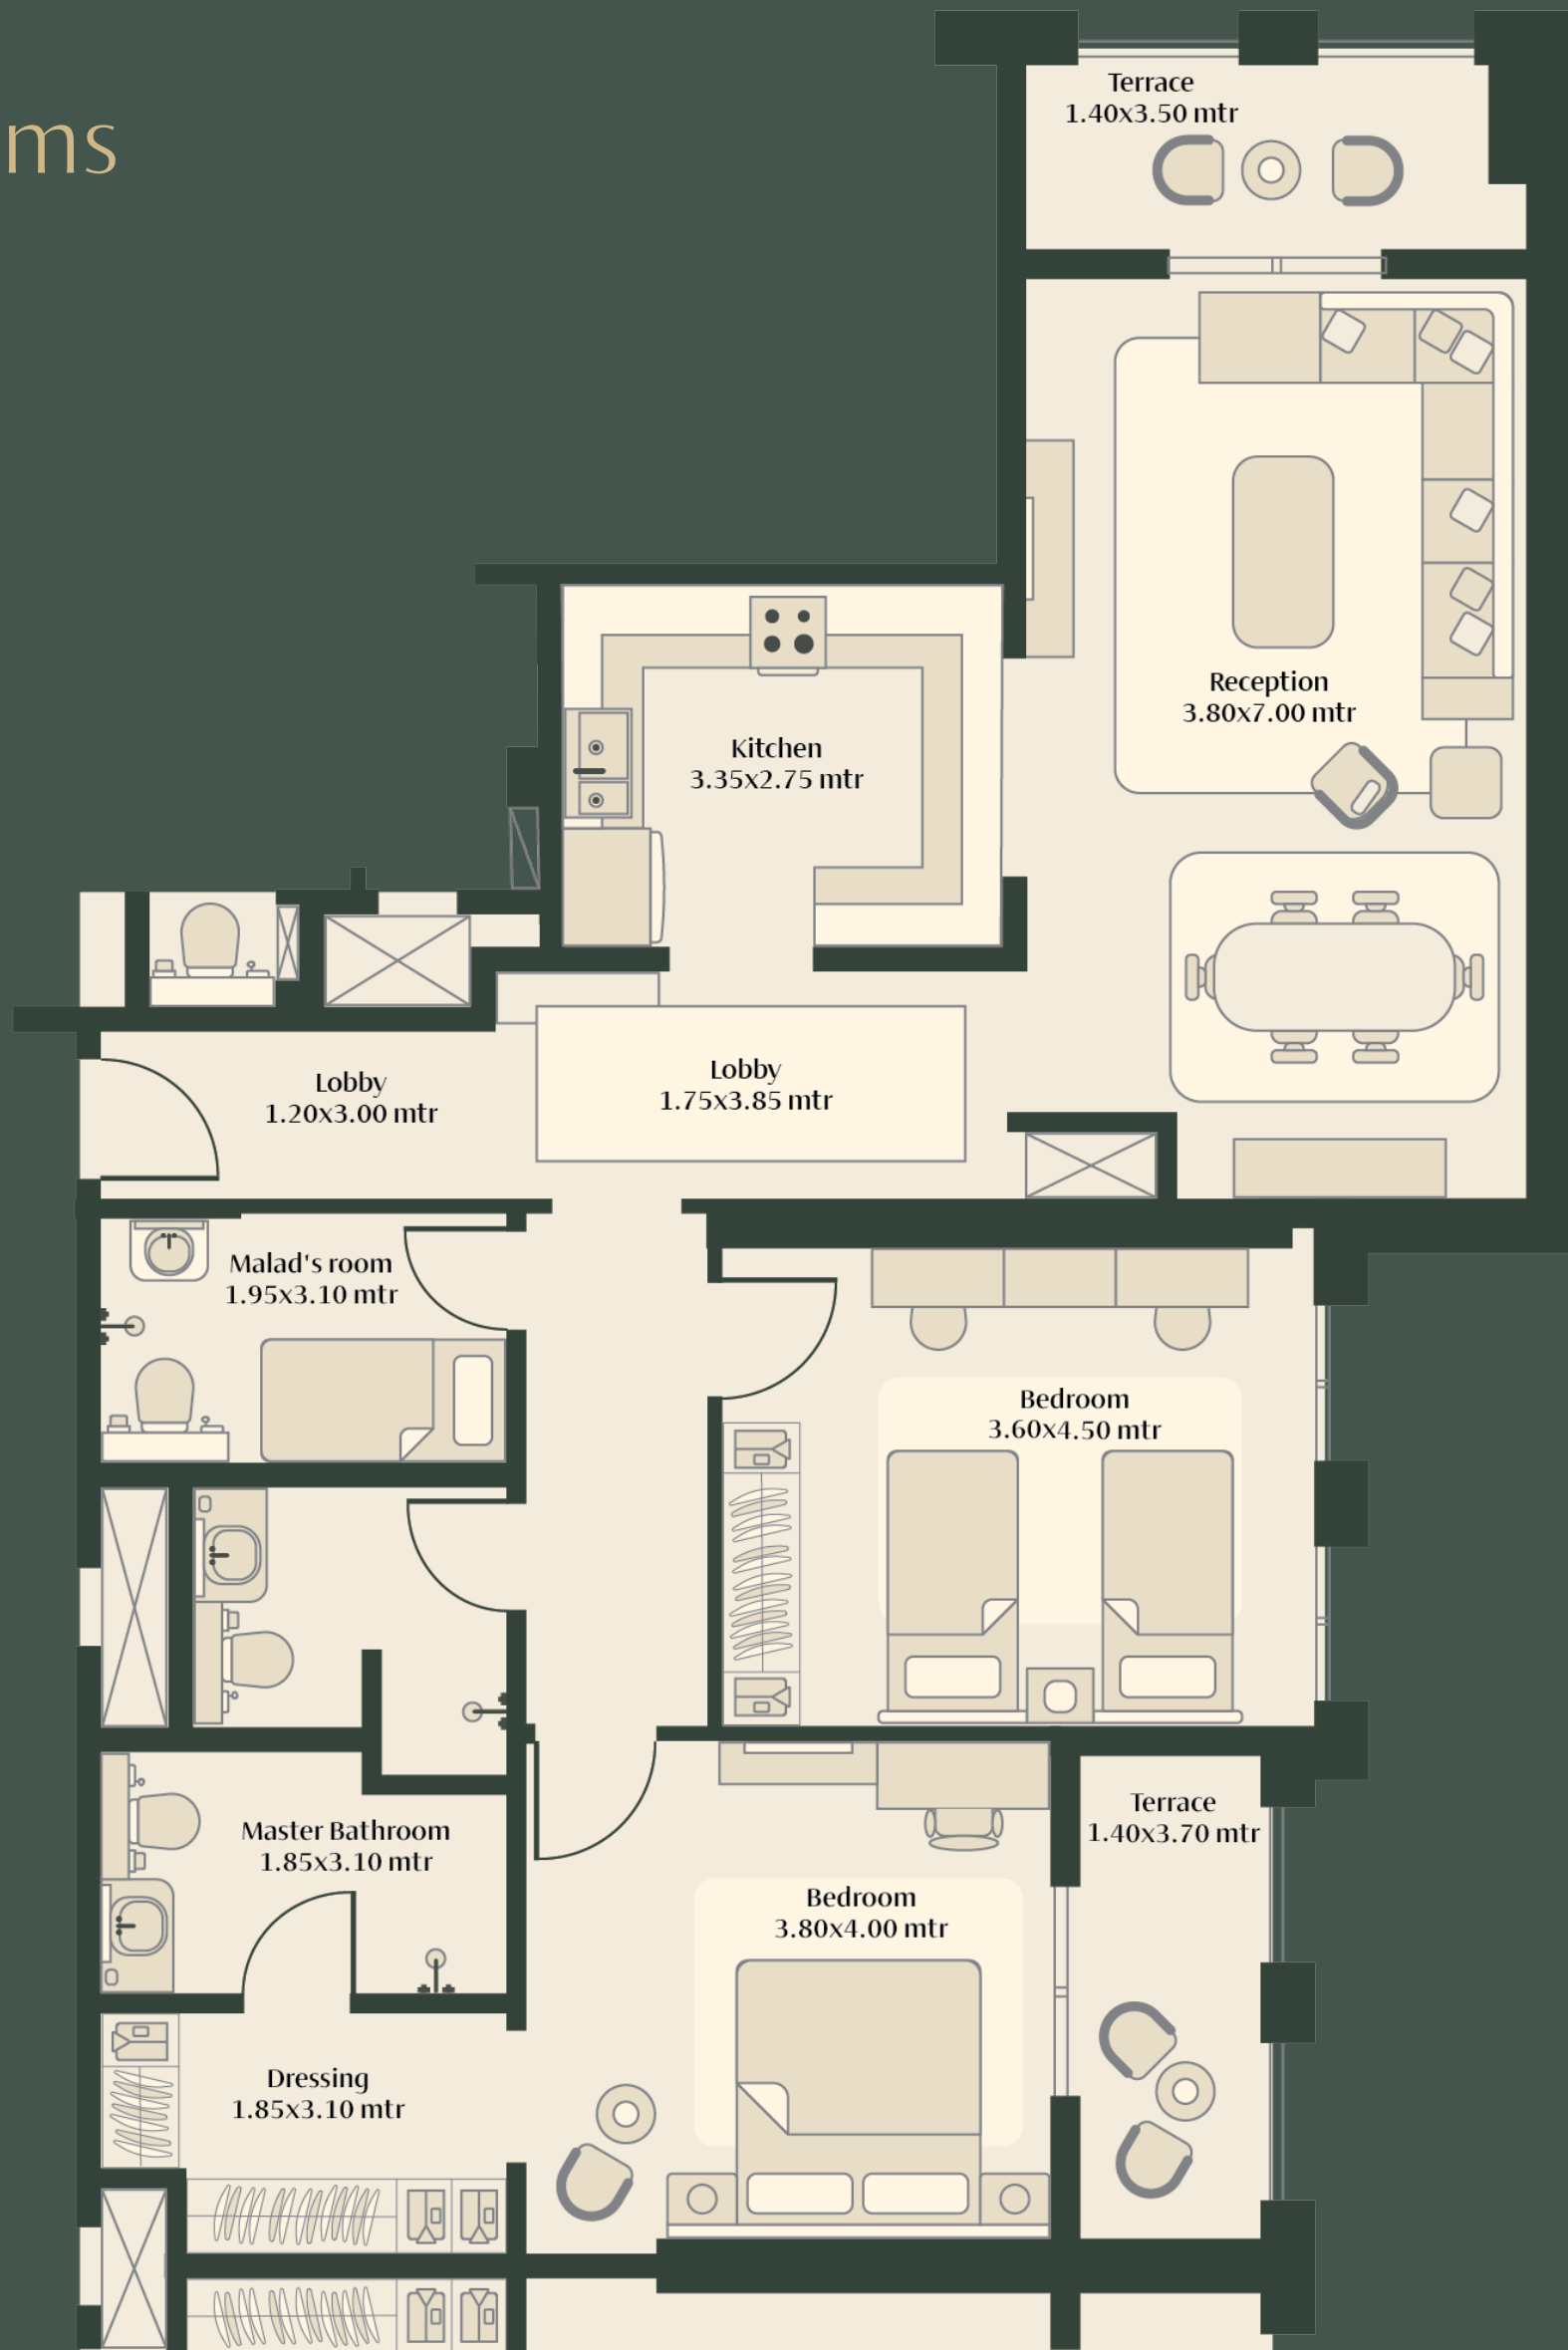 ms
Terrace
1.40x3.50 mtr
Reception
3.80x7.00 mtr
Kitchen
3.35x2.75 mtr
Lobby
1.20x3.00 mtr
Lobby
1.75x3.85 mtr
Malad's room
1.95x3.10 mtr
Bedroom
3.60x4.50 mtr
Terrace
1.40x3.70 mtr
Master Bathroom
1.85x3.10 mtr
Bedroom
3.80x4.00 mtr
Dressing
1.85x3.10 mtr